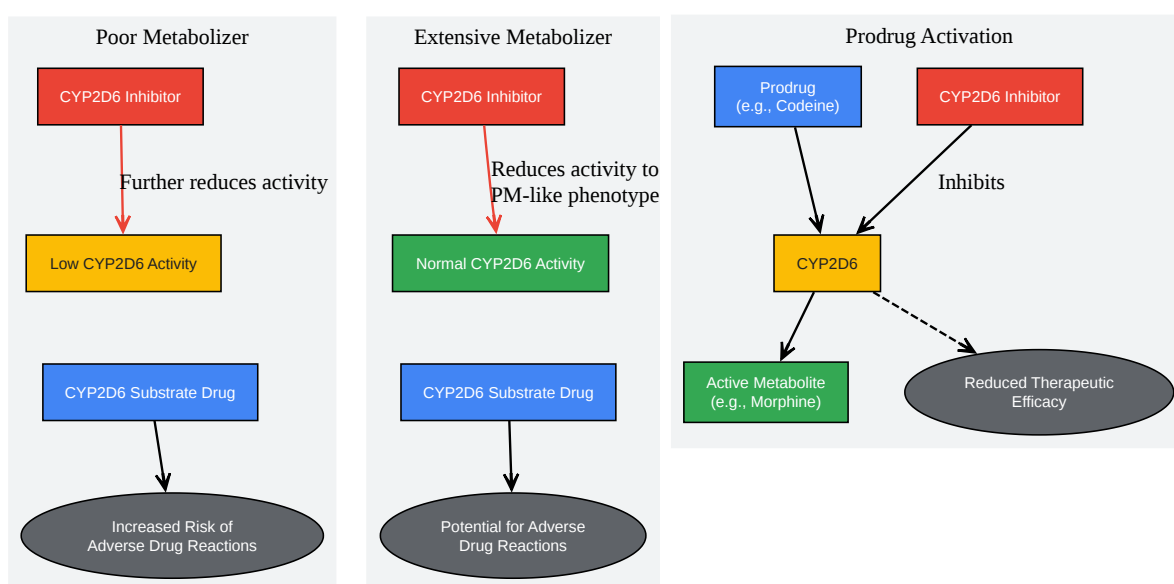 Poor Metabolizer
CYP2D6 Inhibitor
Further reduces activity
Low CYP2D6 Activity
CYP2D6 Substrate Drug
Increased Risk of
Adverse Drug Reactions
Extensive Metabolizer
CYP2D6 Inhibitor
Reduces activity to
PM-like phenotype
Normal CYP2D6 Activity
CYP2D6 Substrate Drug
Potential for Adverse
Drug Reactions
Prodrug Activation
Prodrug
(e.g., Codeine)
CYP2D6 Inhibitor
Inhibits
CYP2D6
Active Metabolite
(e.g., Morphine)
Reduced Therapeutic
Efficacy